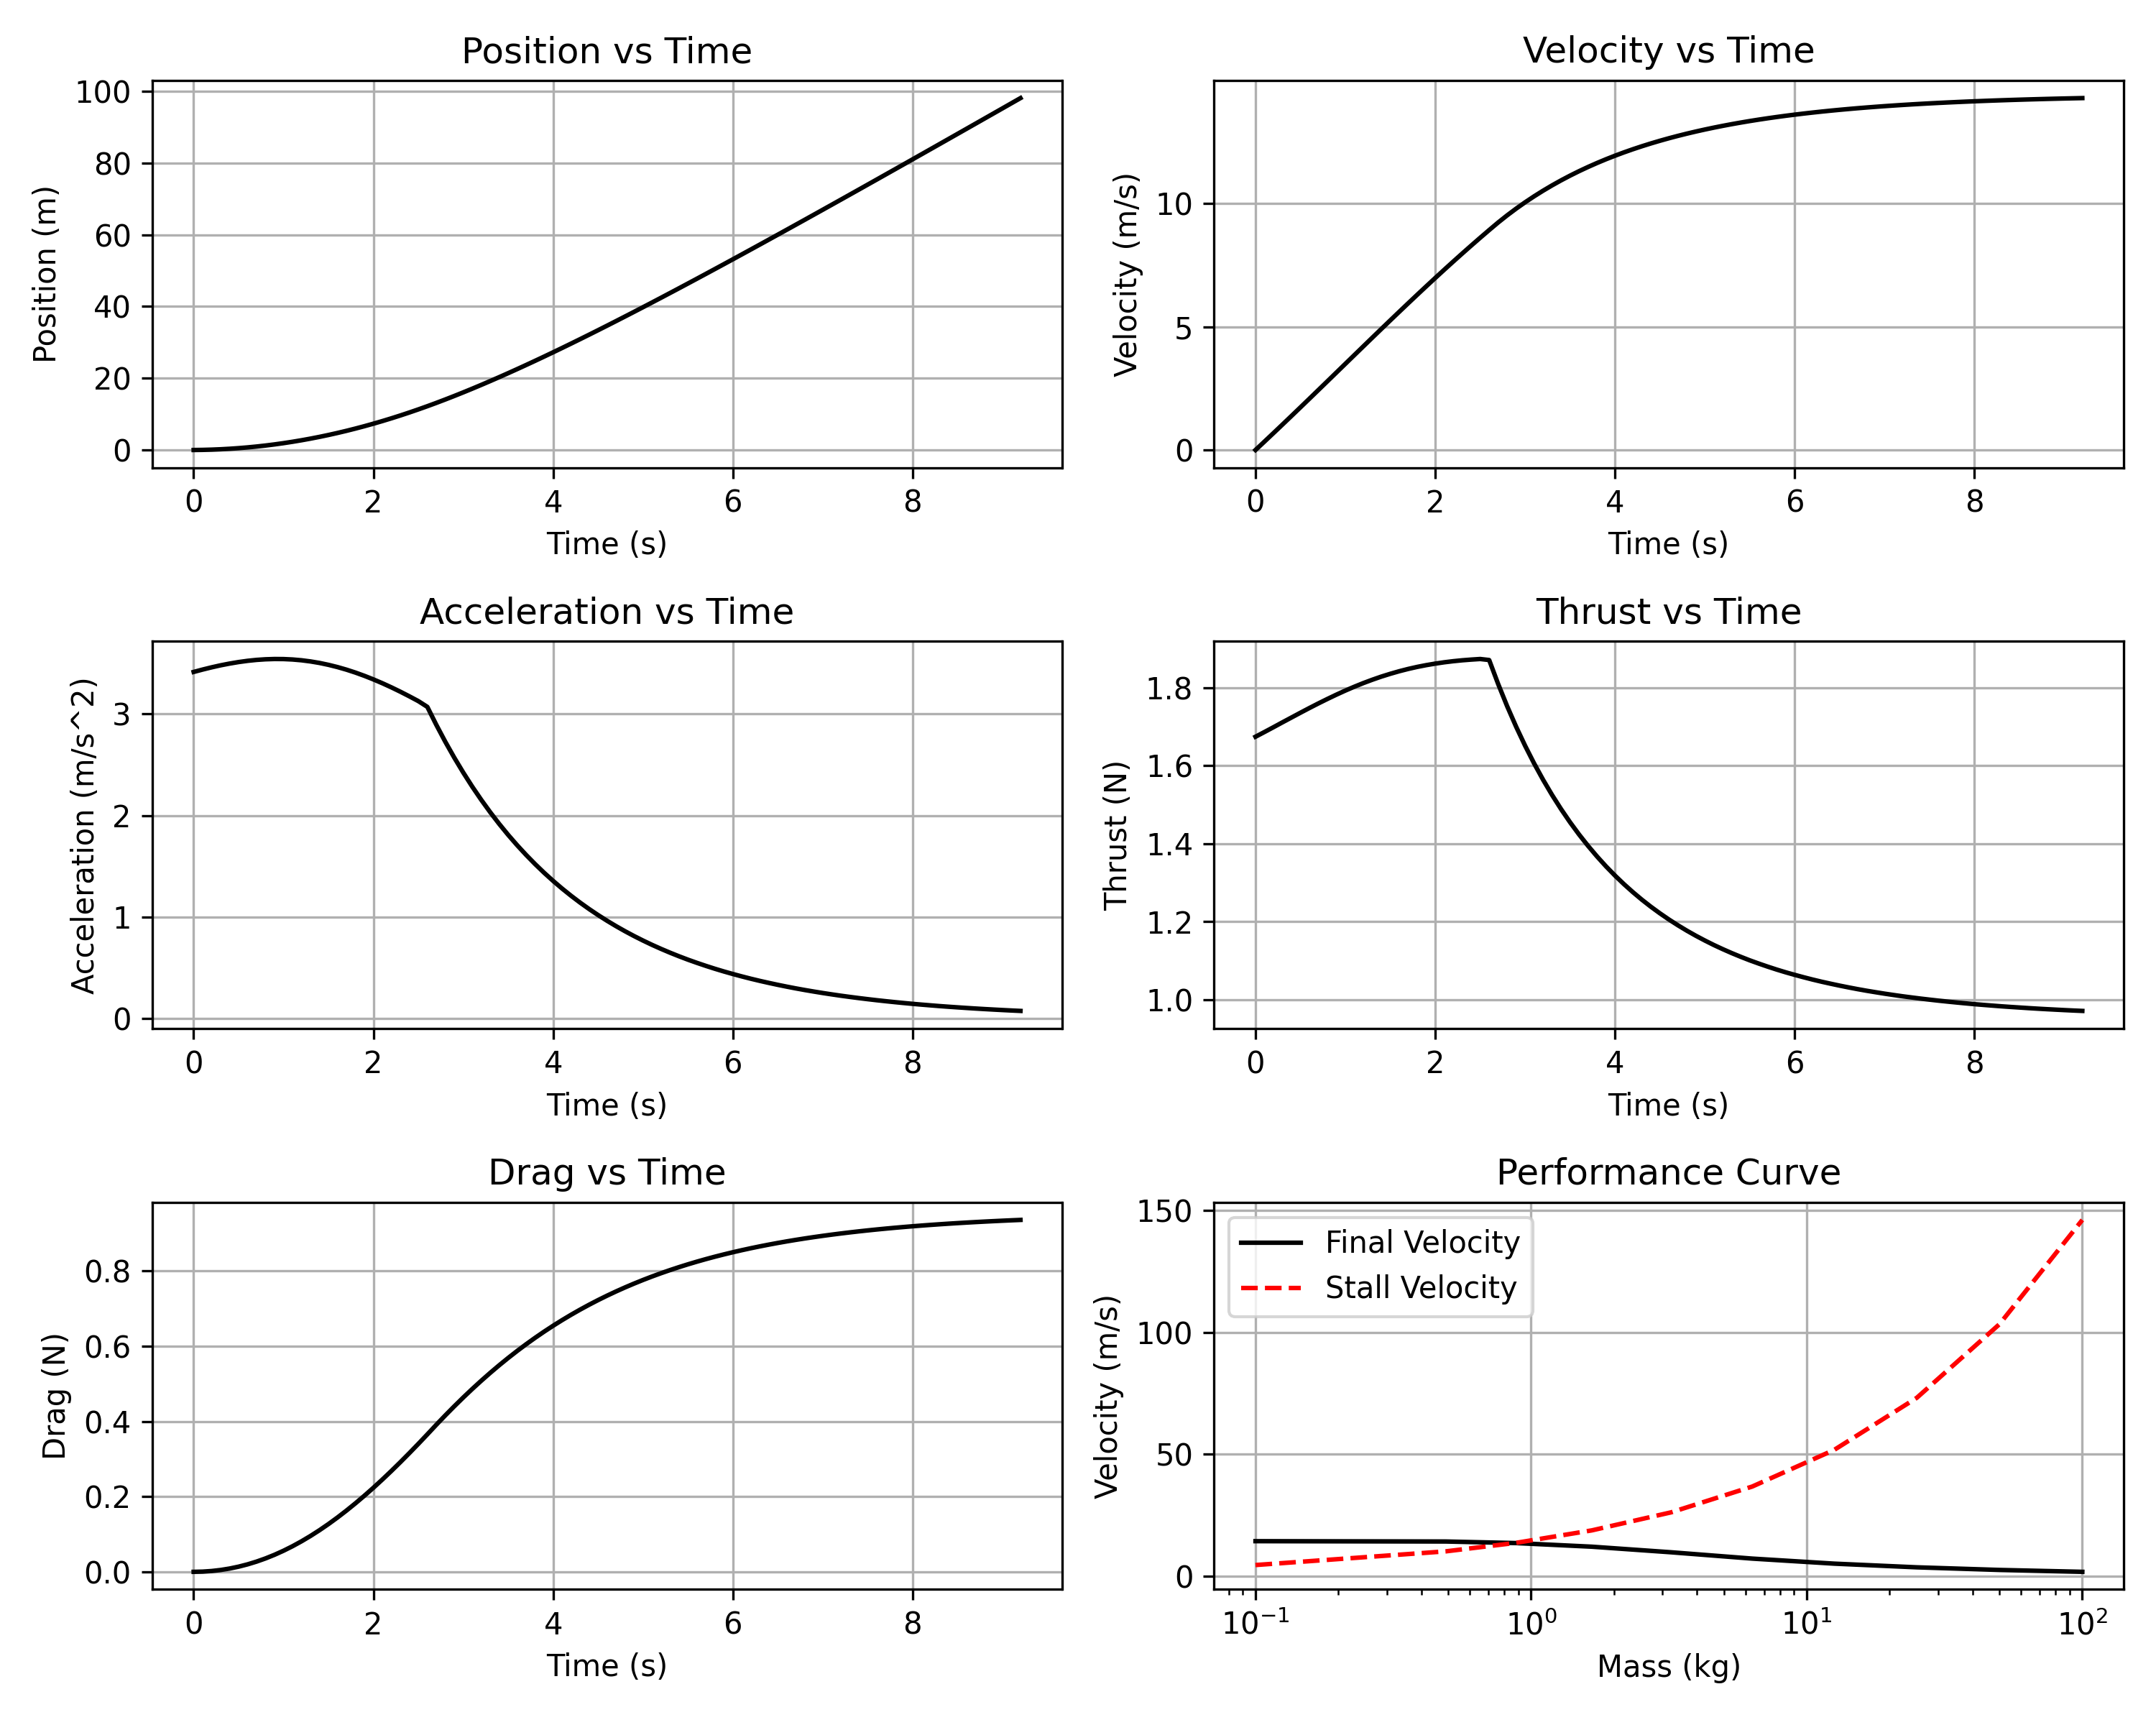 Position vs Time
Position (m)
100
80
60
40
20
0
0 2 4 6 8
Time (s)
Velocity vs Time
Velocity (m/s)
10
5
0
0 2 4 6 8
Time (s)
Acceleration vs Time
Acceleration (m/s^2)
3
2
1
0
0 2 4 6 8
Time (s)
Thrust vs Time
Thrust (N)
1.8
1.6
1.4
1.2
1.0
0 2 4 6 8
Time (s)
Drag vs Time
Drag (N)
0.8
0.6
0.4
0.2
0.0
0 2 4 6 8
Time (s)
Performance Curve
Velocity (m/s)
150
100
50
0
Final Velocity
Stall Velocity
10⁻¹ 10⁰ 10¹ 10²
Mass (kg)